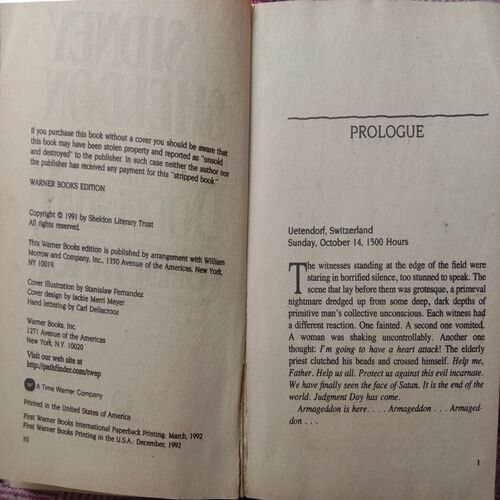 If you purchase this book without a cover you should be aware that
this book may have been stolen property and reported as "unsold
and destroyed" to the publisher. In such case neither the author nor
the publisher has received any payment for this "stripped book."
WARNER BOOKS EDITION
Copyright © 1991 by Sheldon Literary Trust
All rights reserved.
This Warner Books edition is published by arrangement with William
Morrow and Company, Inc., 1350 Avenue of the Americas, New York,
NY 10019.
Cover illustration by Stanislaw Fernandez
Cover design by Jackie Merri Meyer
Hand lettering by Carl Dellacroce
Warner Books, Inc.
1271 Avenue of the Americas
New York, N.Y. 10020
Visit our web site at
http://pathfinder.com/twep
A Time Warner Company
Printed in the United States of America
First Warner Books International Paperback Printing: March, 1992
First Warner Books Printing in the U.S.A.: December, 1992
10
PROLOGUE
Uetendorf, Switzerland
Sunday, October 14, 1500 Hours
The witnesses standing at the edge of the field were
staring in horrified silence, too stunned to speak. The
scene that lay before them was grotesque, a primeval
nightmare dredged up from some deep, dark depths of
primitive man's collective unconscious. Each witness had
a different reaction. One fainted. A second one vomited.
A woman was shaking uncontrollably. Another one
thought: I'm going to have a heart attack! The elderly
priest clutched his beads and crossed himself. Help me,
Father. Help us all. Protect us against this evil incarnate.
We have finally seen the face of Satan. It is the end of the
world. Judgment Day has come.
Armageddon is here. . . . Armageddon . . . Armaged-
don . . .
1